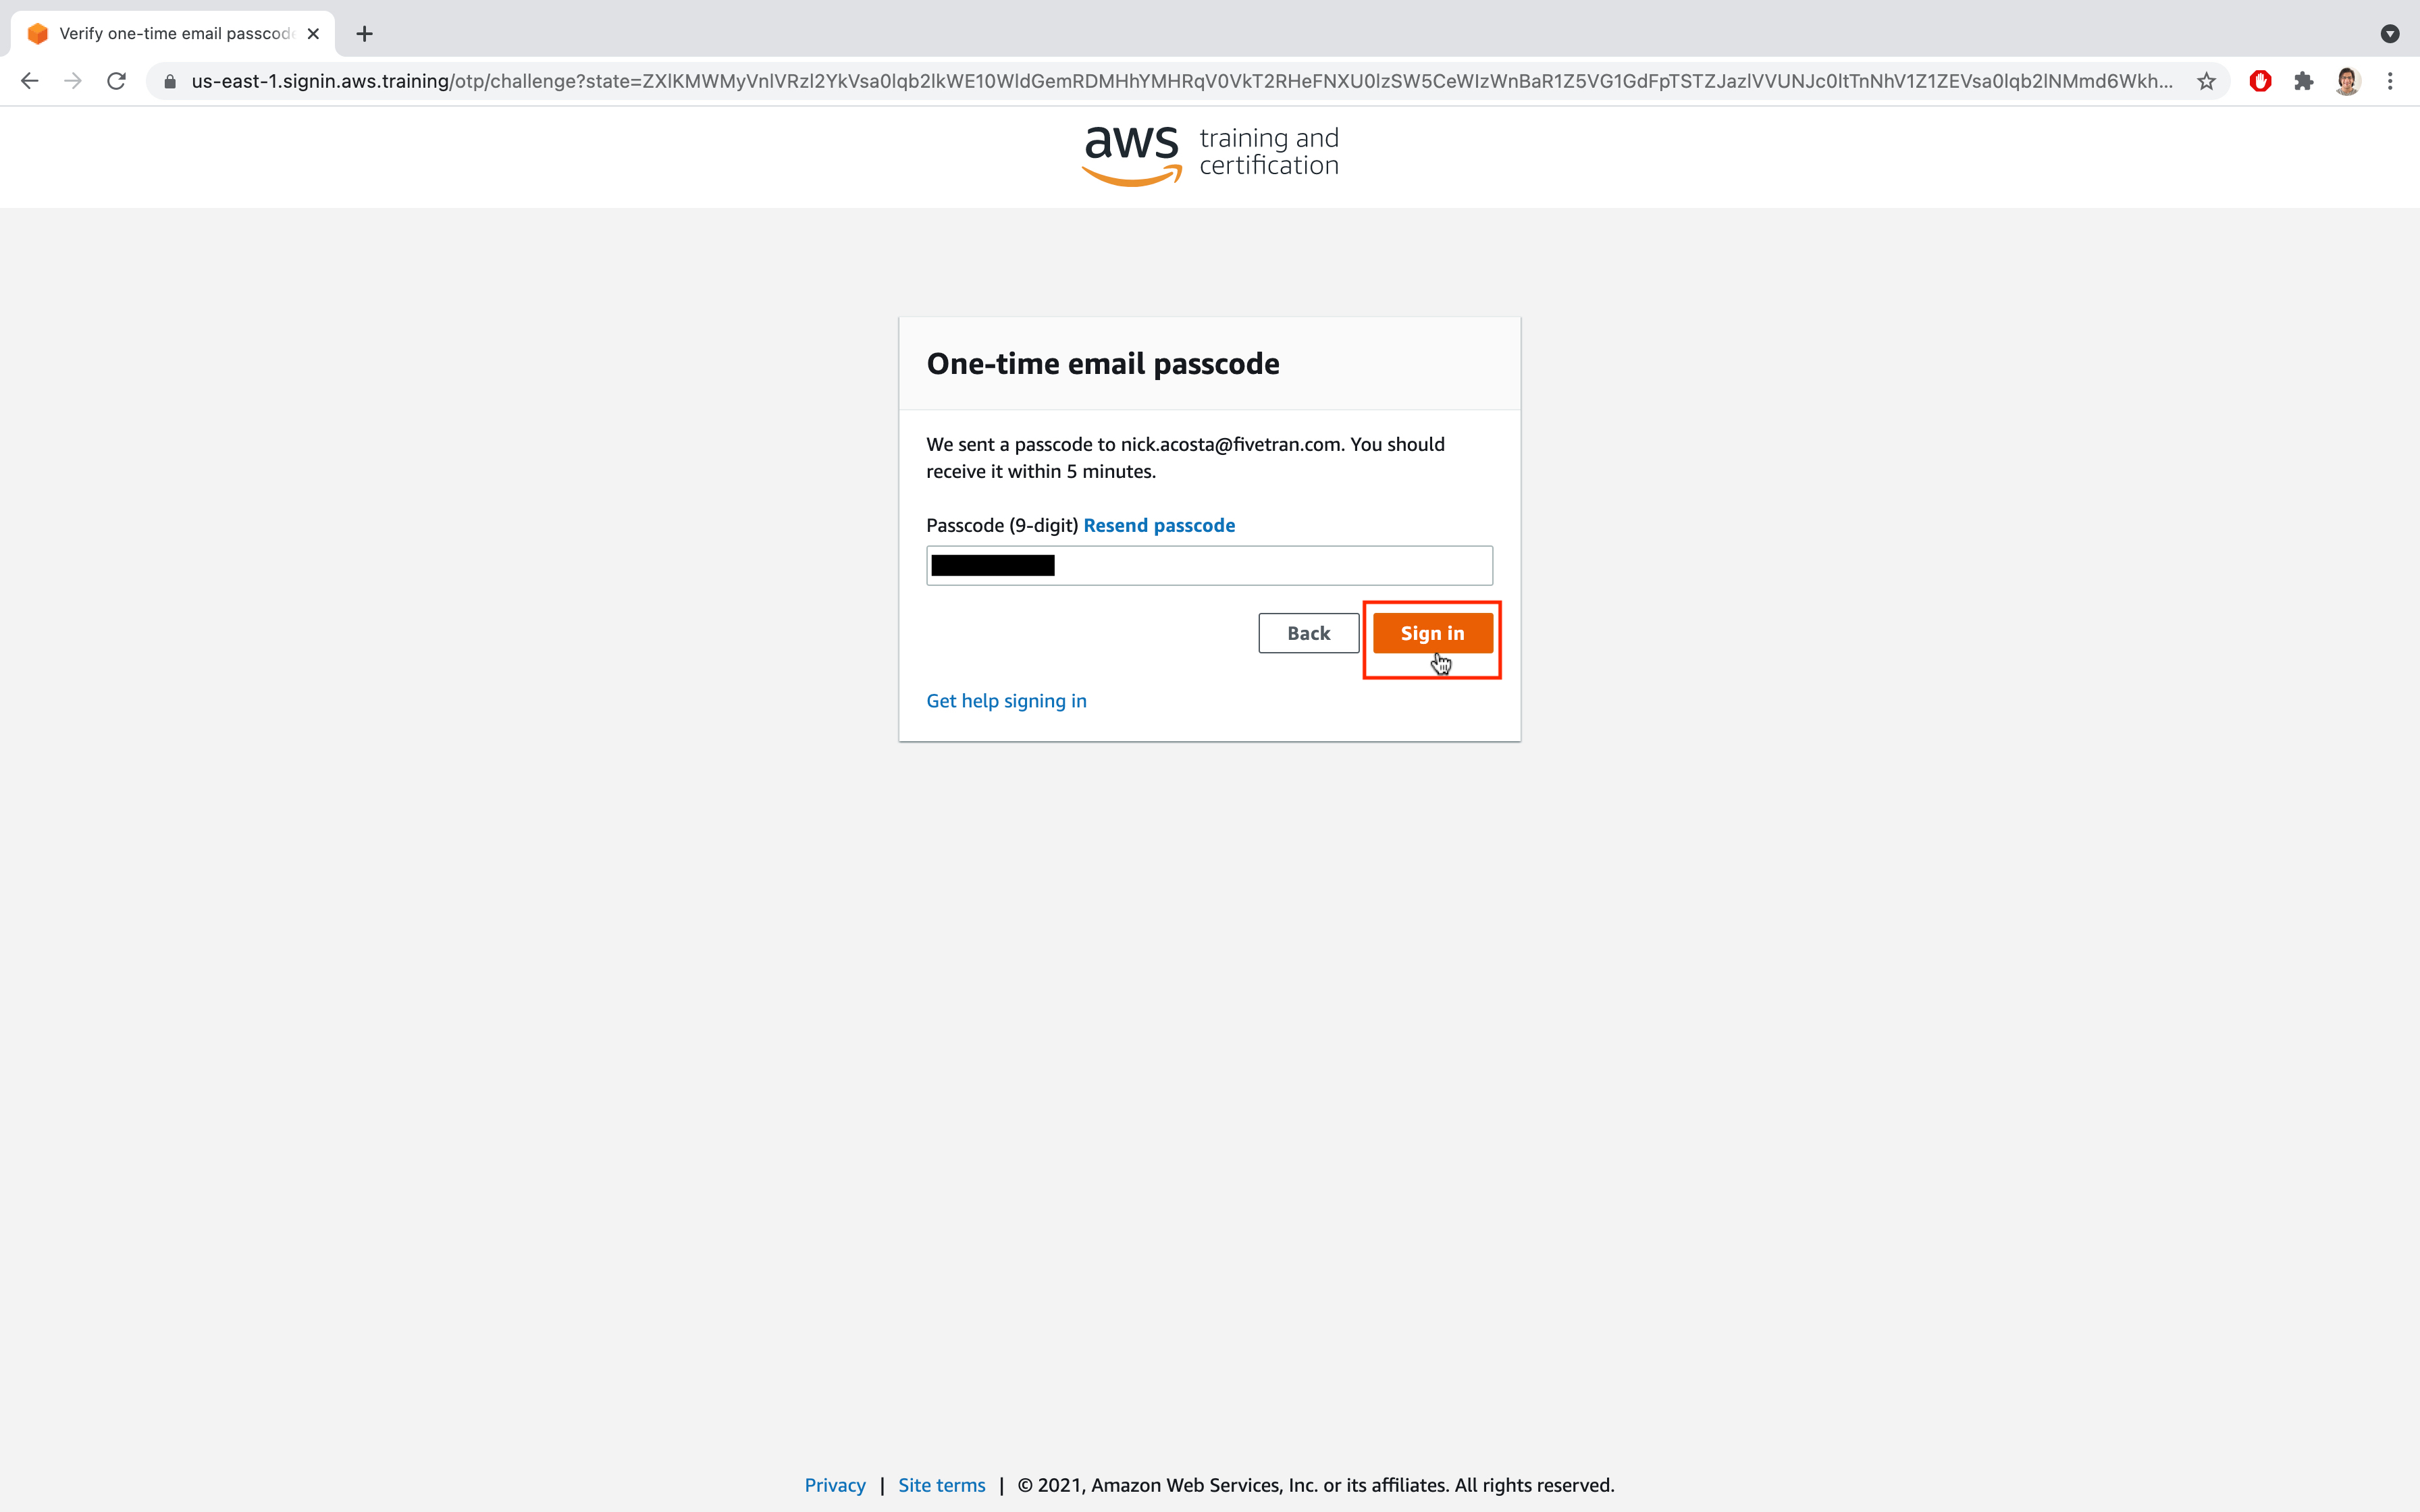 Verify one-time email passcod
us-east-1.signin.aws.training/otp/challenge?state=ZXlKMWMyVnlVRzl2YkVsa0lqb2lkWE10WldGemRDMHhYMHRqV0VkT2RHeFNXU0lzSW5CeWIzWnBaR1Z5VG1GdFpTSTZJazlVVUNJc0ltTnNhV1Z1ZEVsa0lqb2lNMmd6Wkh...
aws training and
certification
One-time email passcode
We sent a passcode to nick.acosta@fivetran.com. You should
receive it within 5 minutes.
Passcode (9-digit) Resend passcode
Back Sign in
Get help signing in
Privacy | Site terms | © 2021, Amazon Web Services, Inc. or its affiliates. All rights reserved.